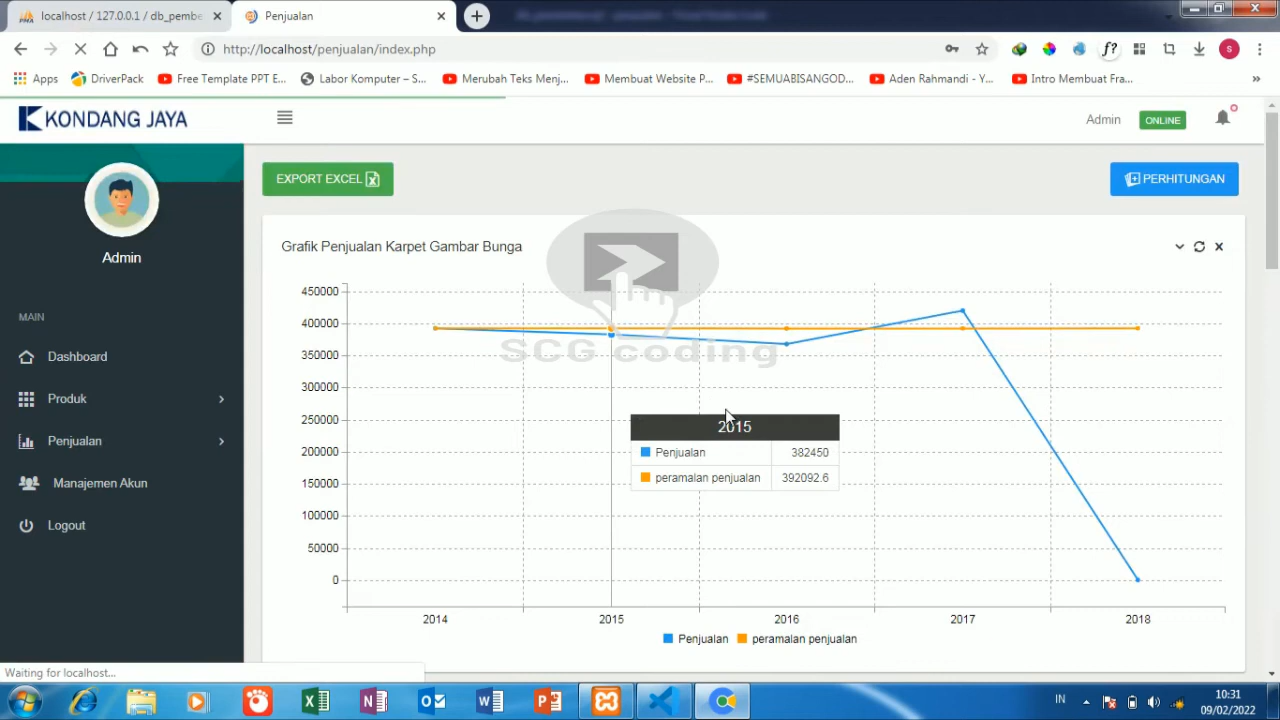 localhost / 127.0.0.1 / db_pembe
Penjualan
http://localhost/penjualan/index.php
Apps
DriverPack
Free Template PPT E...
Labor Komputer – S...
Merubah Teks Menj...
Membuat Website P...
#SEMUABISANGOD...
Aden Rahmandi - Y...
Intro Membuat Fra...
KONDANG JAYA
Admin
ONLINE
Admin
MAIN
Dashboard
Produk
Penjualan
Manajemen Akun
Logout
EXPORT EXCEL
PERHITUNGAN
Grafik Penjualan Karpet Gambar Bunga
SCG coding
450000
400000
350000
300000
250000
200000
150000
100000
50000
0
2015
Penjualan 382450
peramalan penjualan 392092.6
2014 2015 2016 2017 2018
Penjualan peramalan penjualan
Waiting for localhost...
IN
10:31
09/02/2022